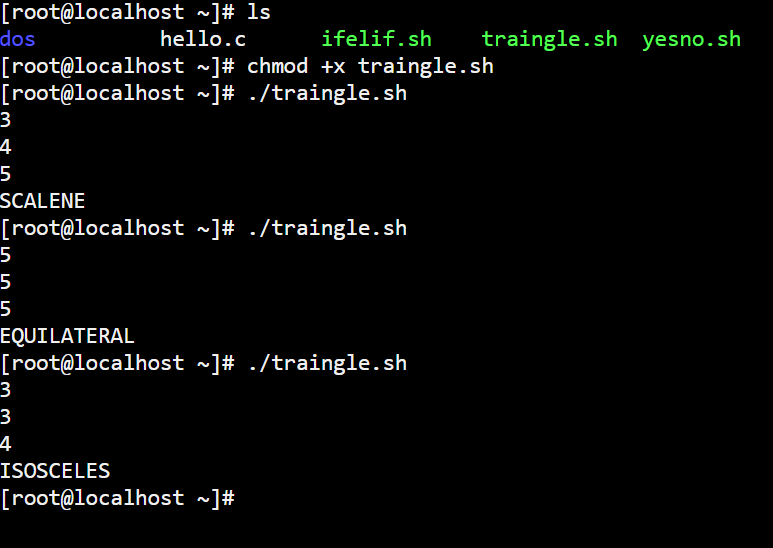 [root@localhost ~]# ls
dos          hello.c      ifelif.sh    traingle.sh  yesno.sh
[root@localhost ~]# chmod +x traingle.sh
[root@localhost ~]# ./traingle.sh
3
4
5
SCALENE
[root@localhost ~]# ./traingle.sh
5
5
5
EQUILATERAL
[root@localhost ~]# ./traingle.sh
3
3
4
ISOSCELES
[root@localhost ~]#